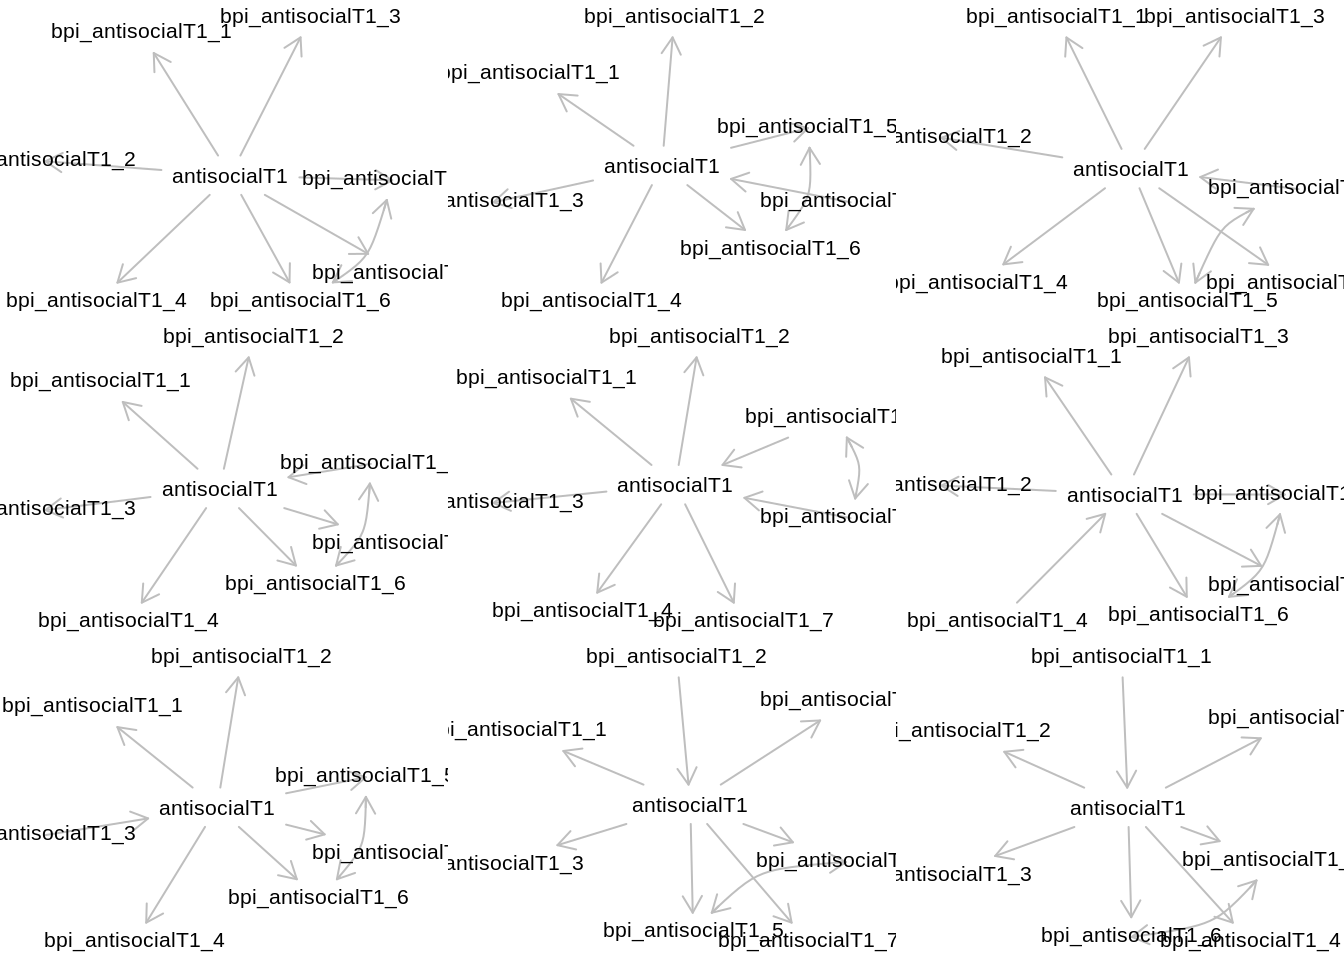 bpi_antisocialT1_3
bpi_antisocialT1_1
antisocialT1_2
antisocialT1
bpi_antisocialT
bpi_antisocialT
bpi_antisocialT1_4
bpi_antisocialT1_6
bpi_antisocialT1_2
bpi_antisocialT1_1
bpi_antisocialT1_5
antisocialT1
antisocialT1_3
bpi_antisocialT
bpi_antisocialT1_6
bpi_antisocialT1_4
bpi_antisocialT1_1
bpi_antisocialT1_3
antisocialT1_2
antisocialT1
bpi_antisocialT
bpi_antisocialT1_4
bpi_antisocialT
bpi_antisocialT1_5
bpi_antisocialT1_2
bpi_antisocialT1_1
bpi_antisocialT1_
antisocialT1
antisocialT1_3
bpi_antisocialT
bpi_antisocialT1_6
bpi_antisocialT1_4
bpi_antisocialT1_2
bpi_antisocialT1_1
bpi_antisocialT1
antisocialT1
antisocialT1_3
bpi_antisocialT
bpi_antisocialT1_4
bpi_antisocialT1_7
bpi_antisocialT1_3
bpi_antisocialT1_1
antisocialT1_2
antisocialT1
bpi_antisocialT1
bpi_antisocialT
bpi_antisocialT1_6
bpi_antisocialT1_4
bpi_antisocialT1_2
bpi_antisocialT1_1
bpi_antisocialT1_5
antisocialT1
antisocialT1_3
bpi_antisocialT
bpi_antisocialT1_6
bpi_antisocialT1_4
bpi_antisocialT1_2
bpi_antisocialT
i_antisocialT1_1
antisocialT1
antisocialT1_3
bpi_antisocialT
bpi_antisocialT1_5
bpi_antisocialT1_7
bpi_antisocialT1_1
bpi_antisocialT
i_antisocialT1_2
antisocialT1
bpi_antisocialT1_
antisocialT1_3
bpi_antisocialT1_6
bpi_antisocialT1_4